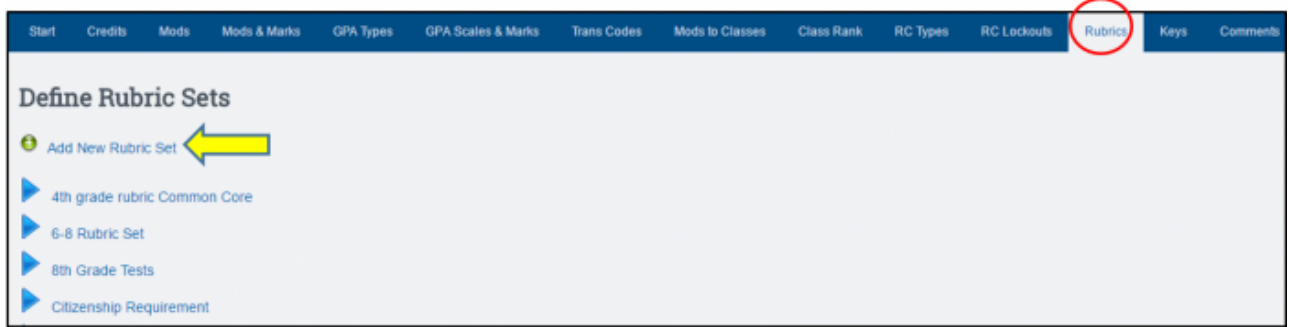 Start Credits Mods Mods & Marks GPA Types GPA Scales & Marks Trans Codes Mods to Classes Class Rank RC Types RC Lockouts Rubrics Keys Comments
Define Rubric Sets
Add New Rubric Set
4th grade rubric Common Core
6-8 Rubric Set
8th Grade Tests
Citizenship Requirement